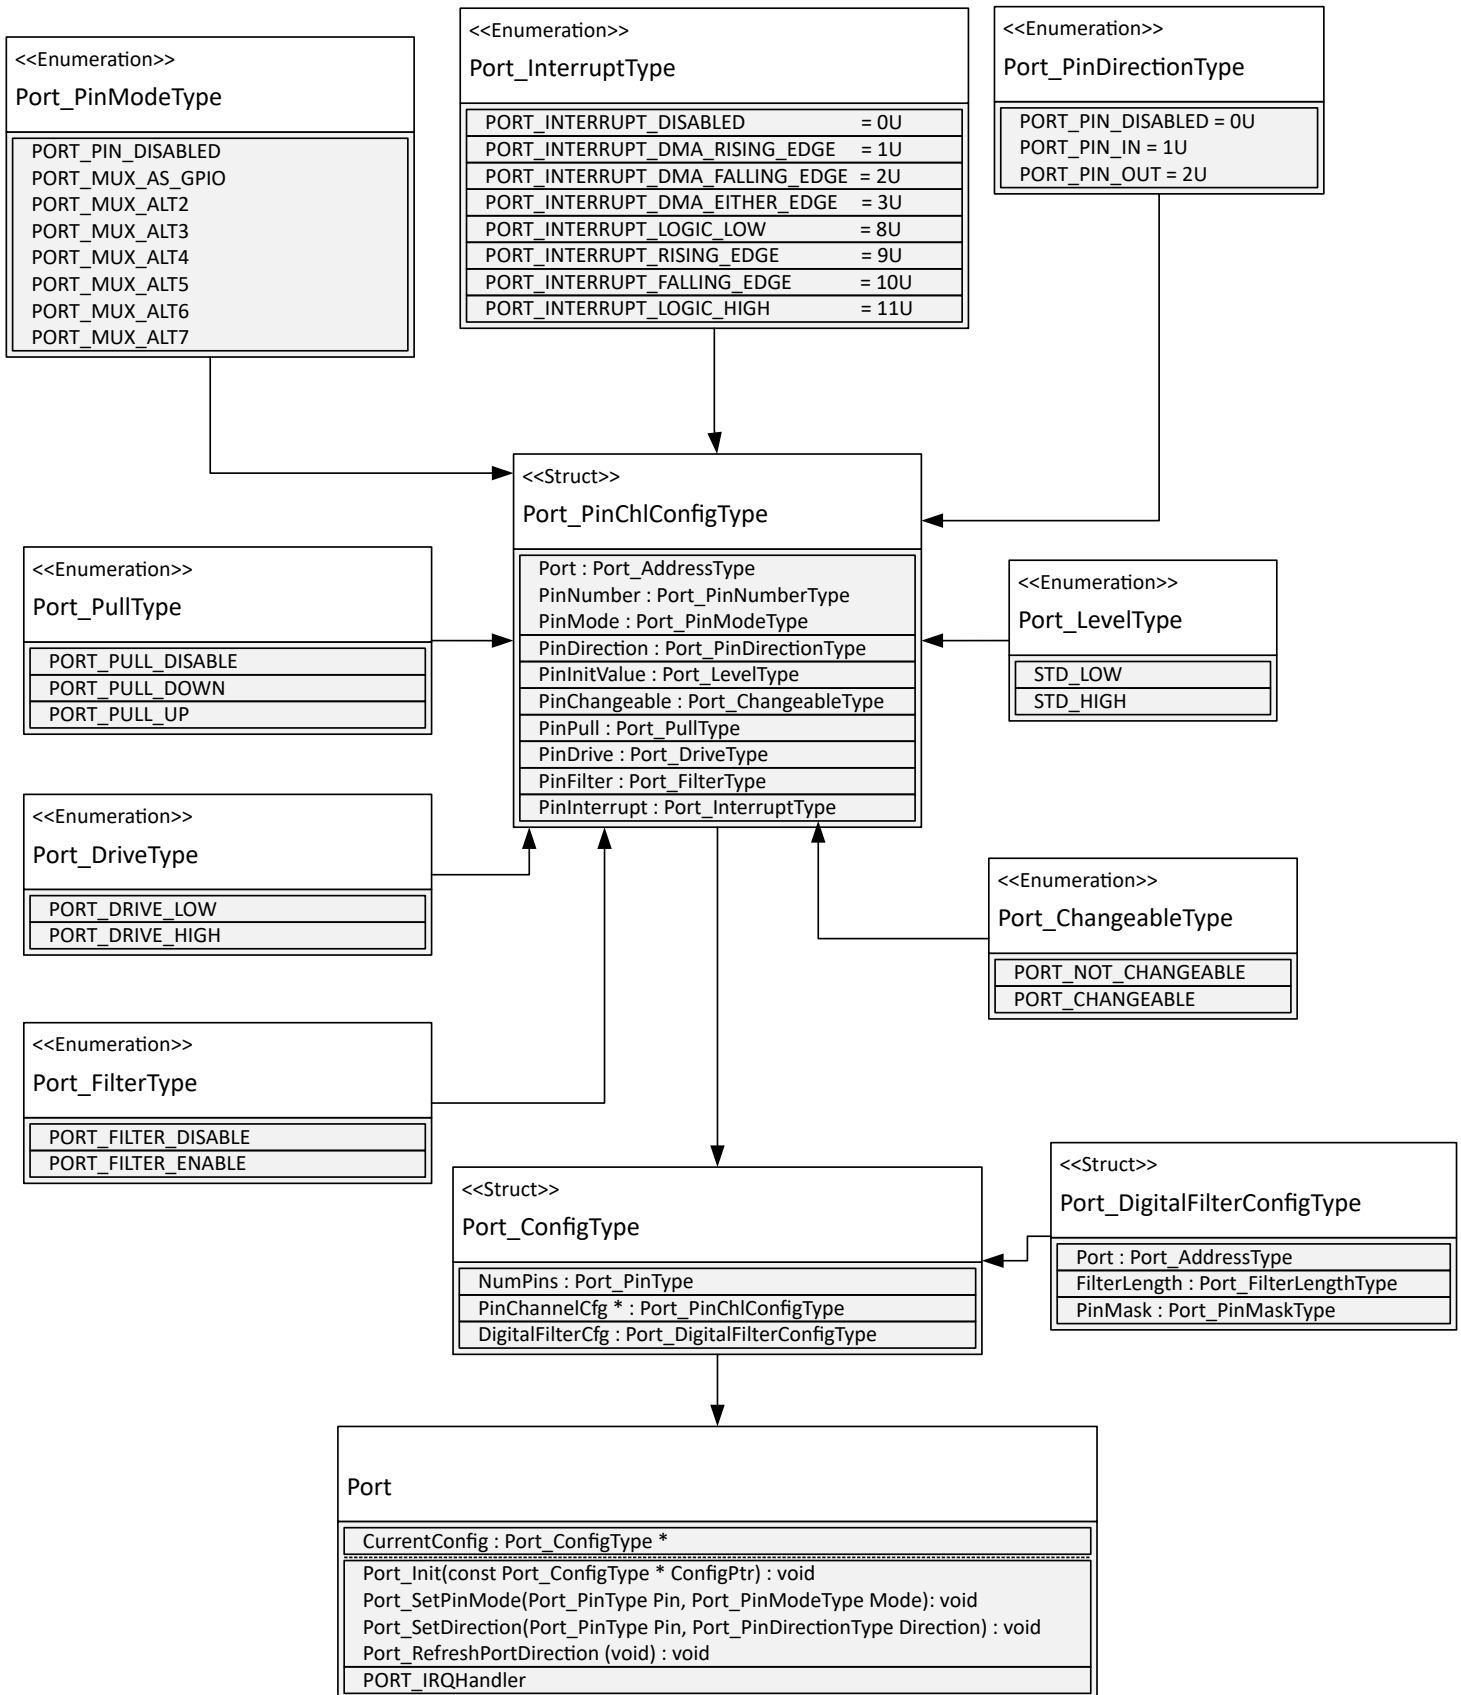 <<Enumeration>>
Port_PinModeType
PORT_PIN_DISABLED
PORT_MUX_AS_GPIO
PORT_MUX_ALT2
PORT_MUX_ALT3
PORT_MUX_ALT4
PORT_MUX_ALT5
PORT_MUX_ALT6
PORT_MUX_ALT7
<<Enumeration>>
Port_InterruptType
PORT_INTERRUPT_DISABLED = 0U
PORT_INTERRUPT_DMA_RISING_EDGE = 1U
PORT_INTERRUPT_DMA_FALLING_EDGE = 2U
PORT_INTERRUPT_DMA_EITHER_EDGE = 3U
PORT_INTERRUPT_LOGIC_LOW = 8U
PORT_INTERRUPT_RISING_EDGE = 9U
PORT_INTERRUPT_FALLING_EDGE = 10U
PORT_INTERRUPT_LOGIC_HIGH = 11U
<<Enumeration>>
Port_PinDirectionType
PORT_PIN_DISABLED = 0U
PORT_PIN_IN = 1U
PORT_PIN_OUT = 2U
<<Struct>>
Port_PinChlConfigType
Port : Port_AddressType
PinNumber : Port_PinNumberType
PinMode : Port_PinModeType
PinDirection : Port_PinDirectionType
PinInitValue : Port_LevelType
PinChangeable : Port_ChangeableType
PinPull : Port_PullType
PinDrive : Port_DriveType
PinFilter : Port_FilterType
PinInterrupt : Port_InterruptType
<<Enumeration>>
Port_PullType
PORT_PULL_DISABLE
PORT_PULL_DOWN
PORT_PULL_UP
<<Enumeration>>
Port_LevelType
STD_LOW
STD_HIGH
<<Enumeration>>
Port_DriveType
PORT_DRIVE_LOW
PORT_DRIVE_HIGH
<<Enumeration>>
Port_ChangeableType
PORT_NOT_CHANGEABLE
PORT_CHANGEABLE
<<Enumeration>>
Port_FilterType
PORT_FILTER_DISABLE
PORT_FILTER_ENABLE
<<Struct>>
Port_ConfigType
NumPins : Port_PinType
PinChannelCfg * : Port_PinChlConfigType
DigitalFilterCfg : Port_DigitalFilterConfigType
<<Struct>>
Port_DigitalFilterConfigType
Port : Port_AddressType
FilterLength : Port_FilterLengthType
PinMask : Port_PinMaskType
Port
CurrentConfig : Port_ConfigType *
Port_Init(const Port_ConfigType * ConfigPtr) : void
Port_SetPinMode(Port_PinType Pin, Port_PinModeType Mode): void
Port_SetDirection(Port_PinType Pin, Port_PinDirectionType Direction) : void
Port_RefreshPortDirection (void) : void
PORT_IRQHandler